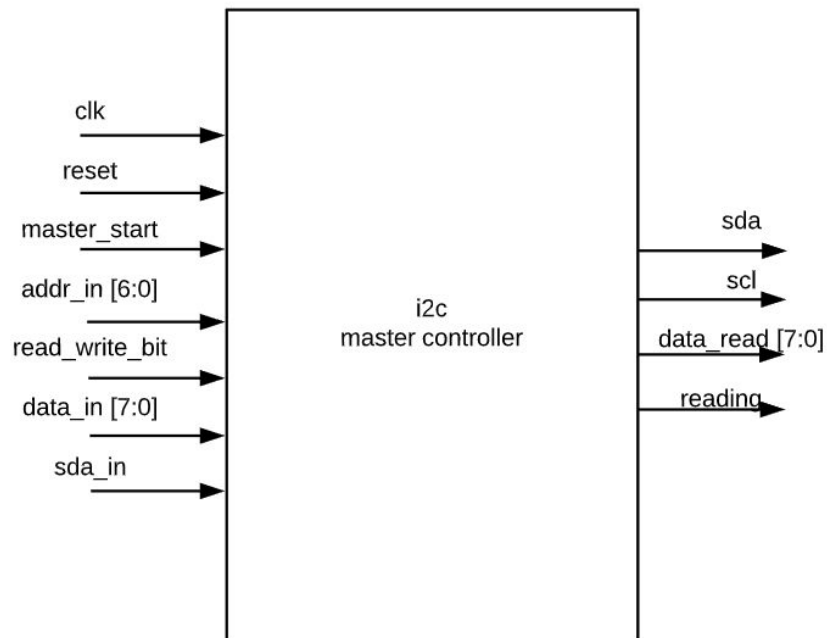 clk
reset
master_start
addr_in [6:0]
read_write_bit
data_in [7:0]
sda_in
i2c
master controller
sda
scl
data_read [7:0]
reading